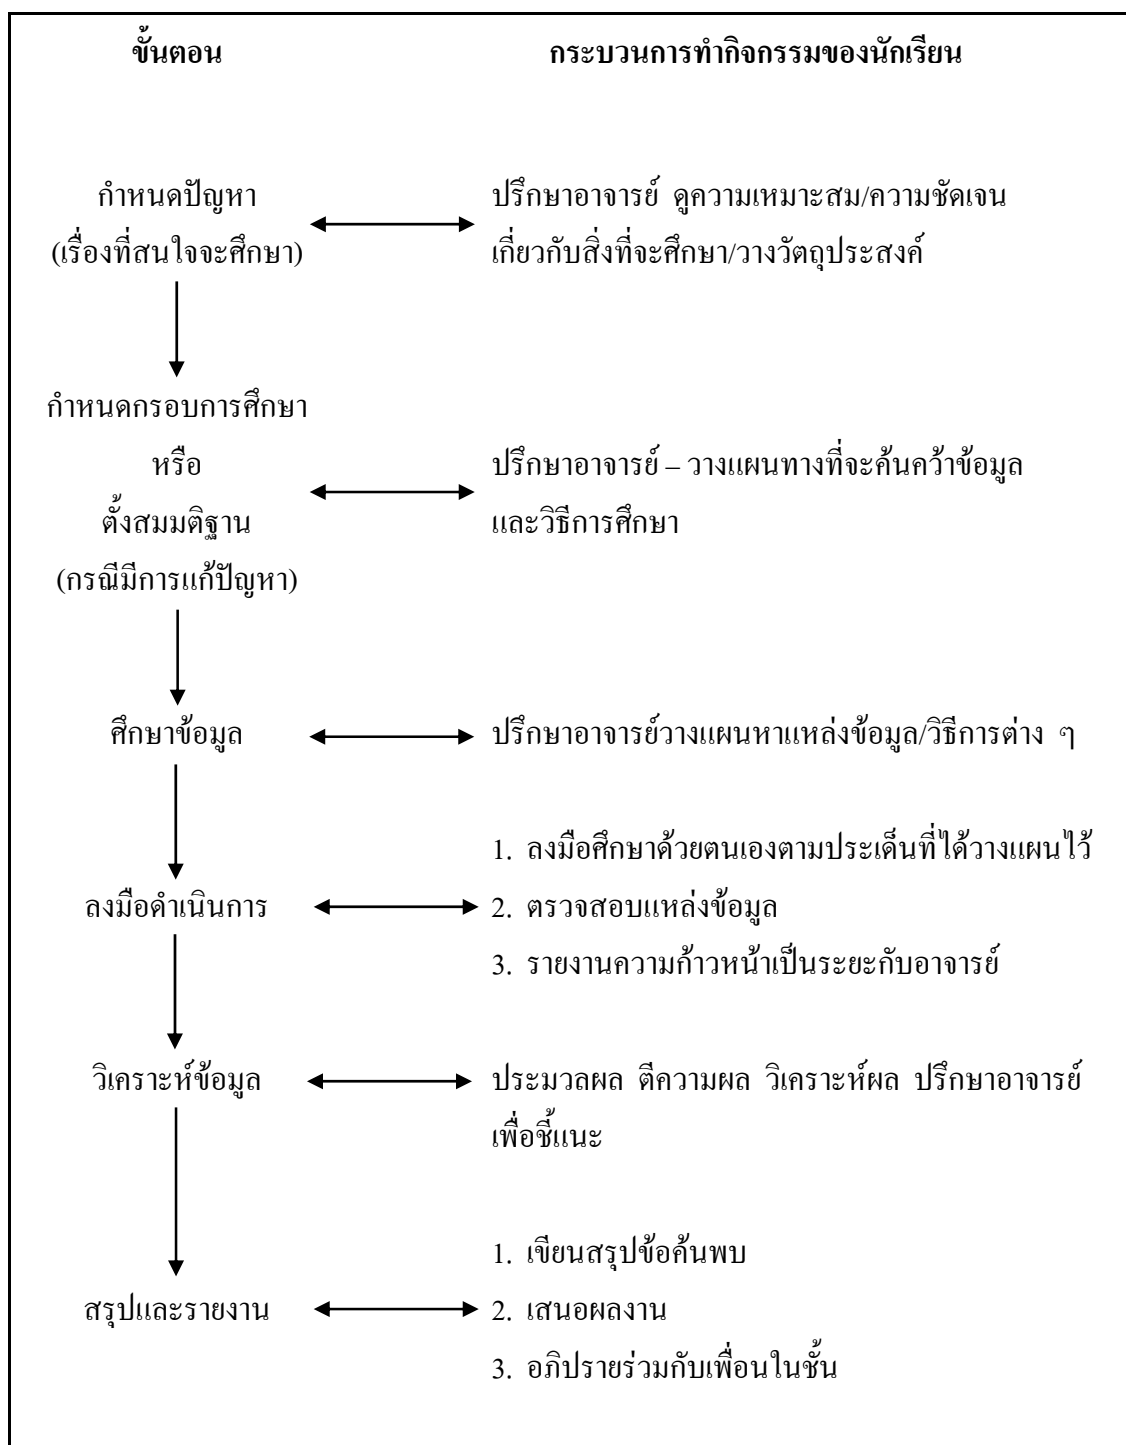 ขั้นตอน
กระบวนการทำกิจกรรมของนักเรียน
กำหนดปัญหา
(เรื่องที่สนใจจะศึกษา)
ปรึกษาอาจารย์ ดูความเหมาะสม/ความชัดเจน
เกี่ยวกับสิ่งที่จะศึกษา/วางวัตถุประสงค์
กำหนดกรอบการศึกษา
หรือ
ตั้งสมมติฐาน
(กรณีมีการแก้ปัญหา)
ปรึกษาอาจารย์ – วางแผนทางที่จะค้นคว้าข้อมูล
และวิธีการศึกษา
ศึกษาข้อมูล
ปรึกษาอาจารย์วางแผนหาแหล่งข้อมูล/วิธีการต่าง ๆ
ลงมือดำเนินการ
1. ลงมือศึกษาด้วยตนเองตามประเด็นที่ได้วางแผนไว้
2. ตรวจสอบแหล่งข้อมูล
3. รายงานความก้าวหน้าเป็นระยะกับอาจารย์
วิเคราะห์ข้อมูล
ประมวลผล ตีความผล วิเคราะห์ผล ปรึกษาอาจารย์
เพื่อชี้แนะ
สรุปและรายงาน
1. เขียนสรุปข้อค้นพบ
2. เสนอผลงาน
3. อภิปรายร่วมกับเพื่อนในชั้น